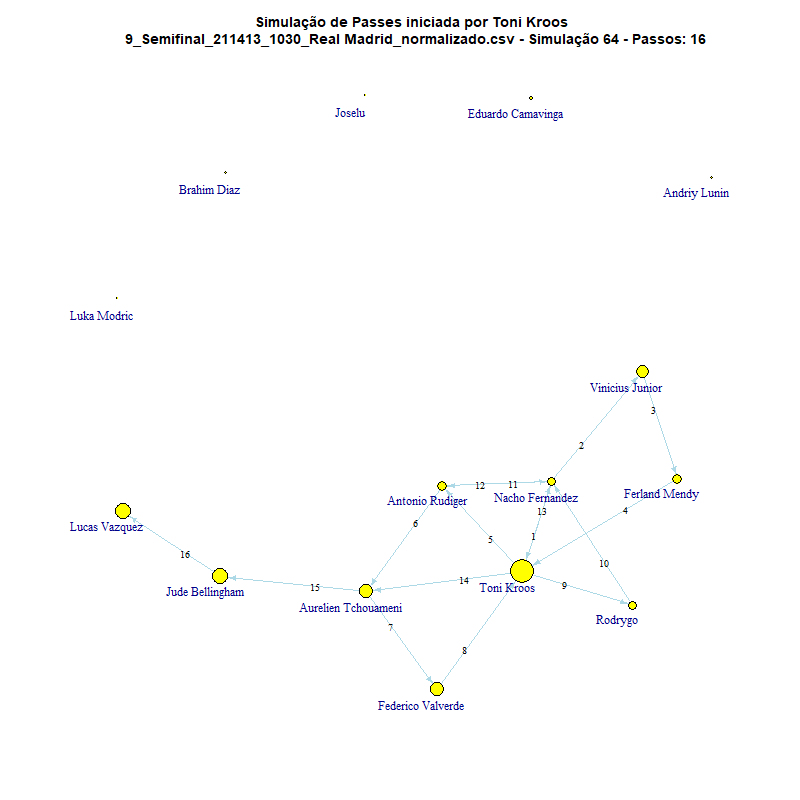 Simulação de Passes iniciada por Toni Kroos
9_Semifinal_211413_1030_Real Madrid_normalizado.csv - Simulação 64 - Passos: 16
Joselu
Eduardo Camavinga
Brahim Diaz
Andriy Lunin
Luka Modric
Vinicius Junior
3
2
12
11
Antonio Rudiger
Nacho Fernandez
Ferland Mendy
13
4
Lucas Vazquez
6
1
5
16
10
14
15
9
Jude Bellingham
Toni Kroos
Aurelien Tchouameni
Rodrygo
7
8
Federico Valverde